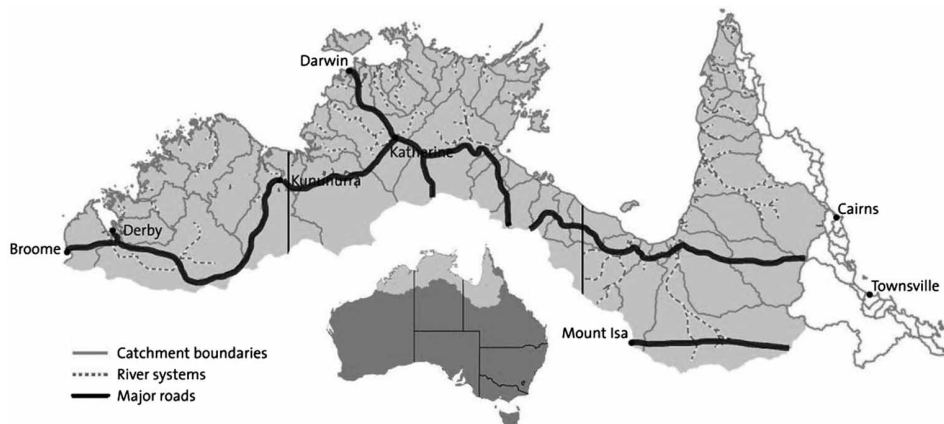 Darwin
Katherine
Kununurra
Derby
Broome
Cairns
Townsville
Mount Isa
Catchment boundaries
River systems
Major roads